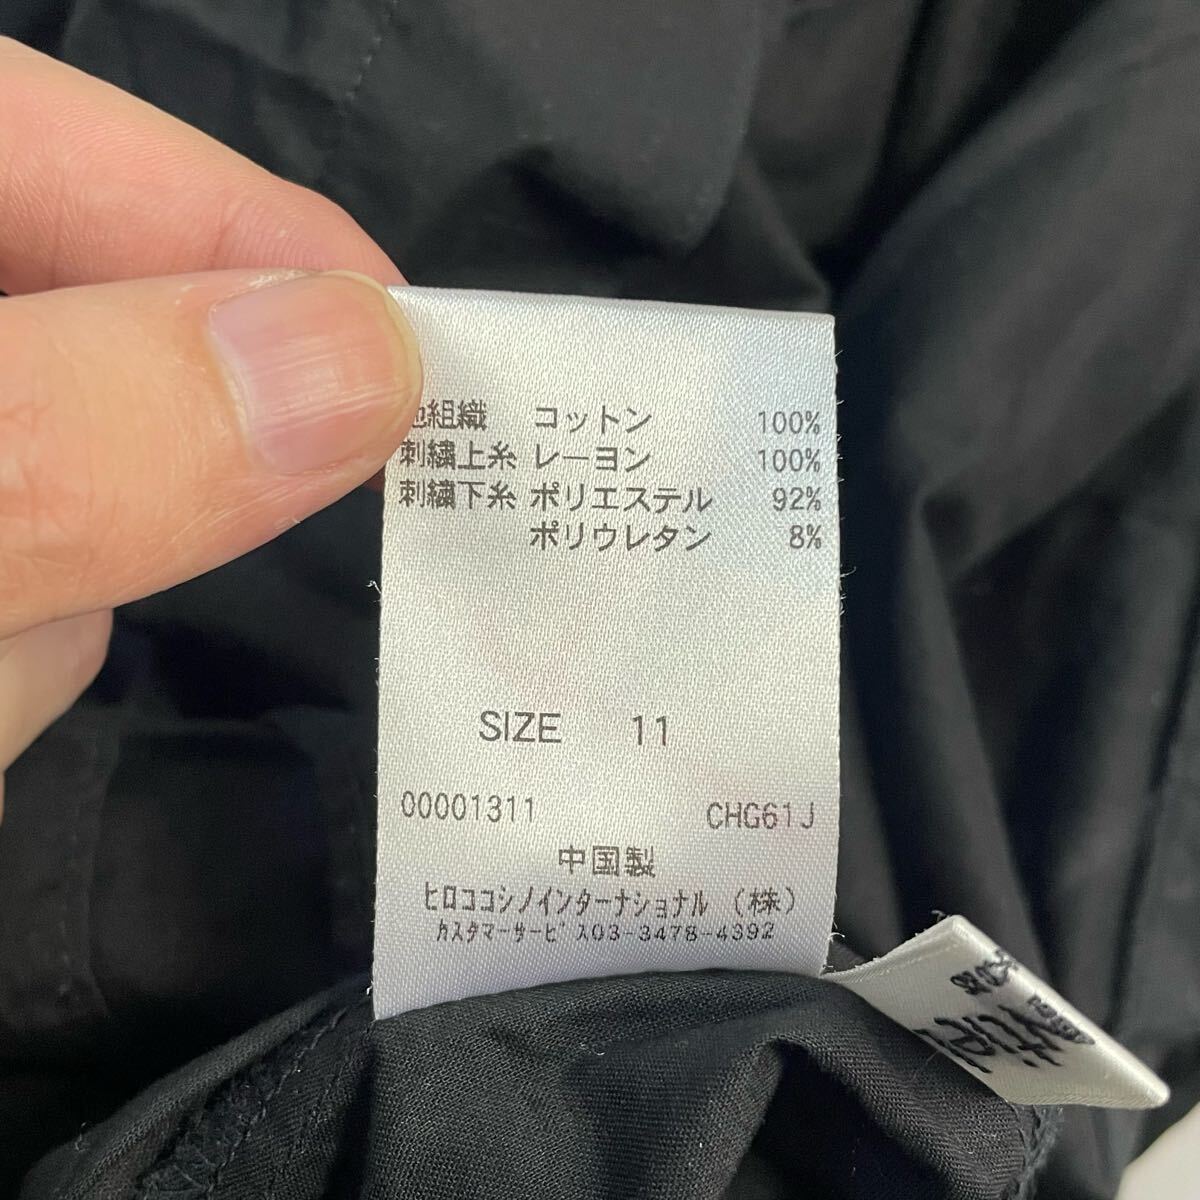 地組織 コットン 100%
刺繍上糸 レーヨン 100%
刺繍下糸 ポリエステル 92%
ポリウレタン 8%
SIZE 11
00001311 CHG61J
中国製
ヒロココシノインターナショナル（株）
カスタマーサービス03-3478-4392